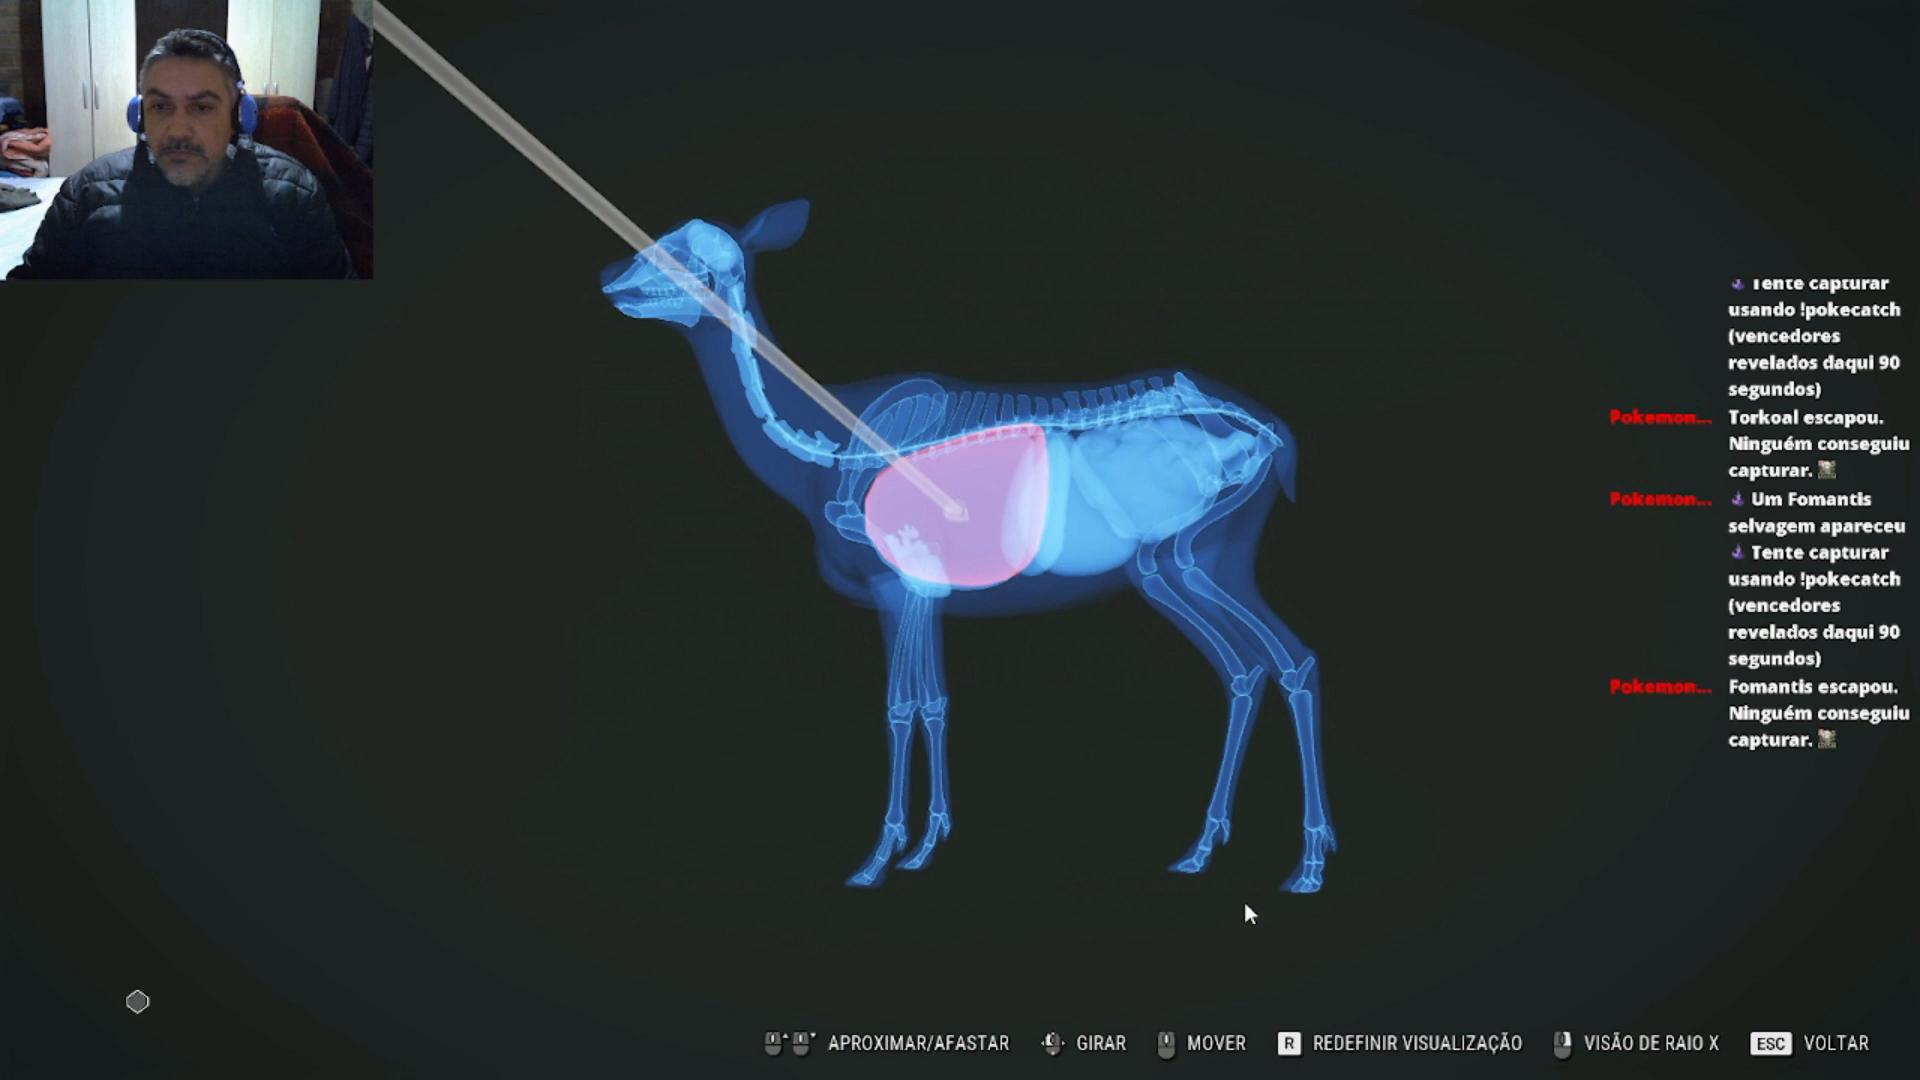 Tente capturar
usando !pokecatch
(vencedores
revelados daqui 90
segundos)
Pokemon... Torkoal escapou.
Ninguém conseguiu
capturar.
Pokemon... Um Fomantis
selvagem apareceu
Tente capturar
usando !pokecatch
(vencedores
revelados daqui 90
segundos)
Pokemon... Fomantis escapou.
Ninguém conseguiu
capturar.
APROXIMAR/AFASTAR GIRAR MOVER R REDEFINIR VISUALIZAÇÃO VISÃO DE RAIO X ESC VOLTAR